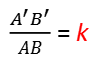 A′B′/AB = k